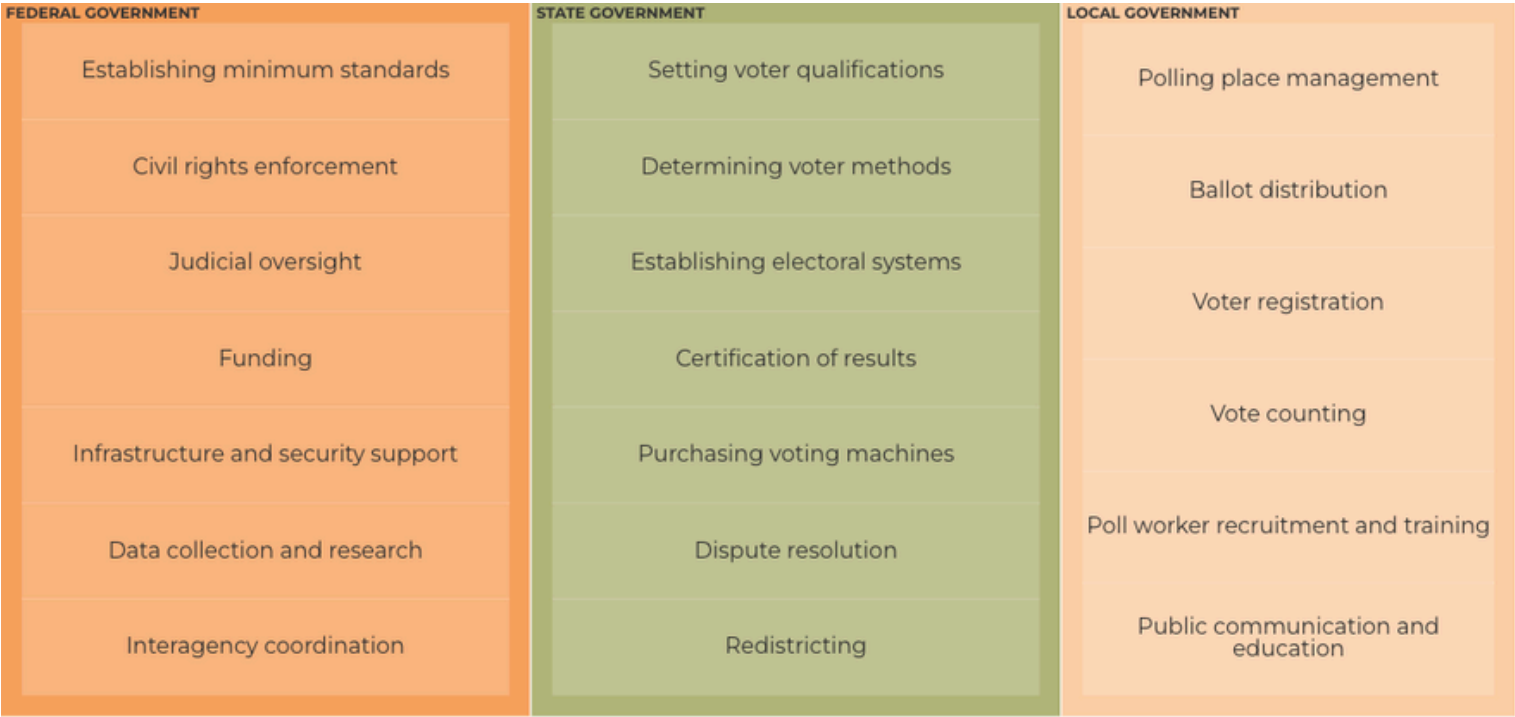 FEDERAL GOVERNMENT
Establishing minimum standards
Civil rights enforcement
Judicial oversight
Funding
Infrastructure and security support
Data collection and research
Interagency coordination
STATE GOVERNMENT
Setting voter qualifications
Determining voter methods
Establishing electoral systems
Certification of results
Purchasing voting machines
Dispute resolution
Redistricting
LOCAL GOVERNMENT
Polling place management
Ballot distribution
Voter registration
Vote counting
Poll worker recruitment and training
Public communication and
education